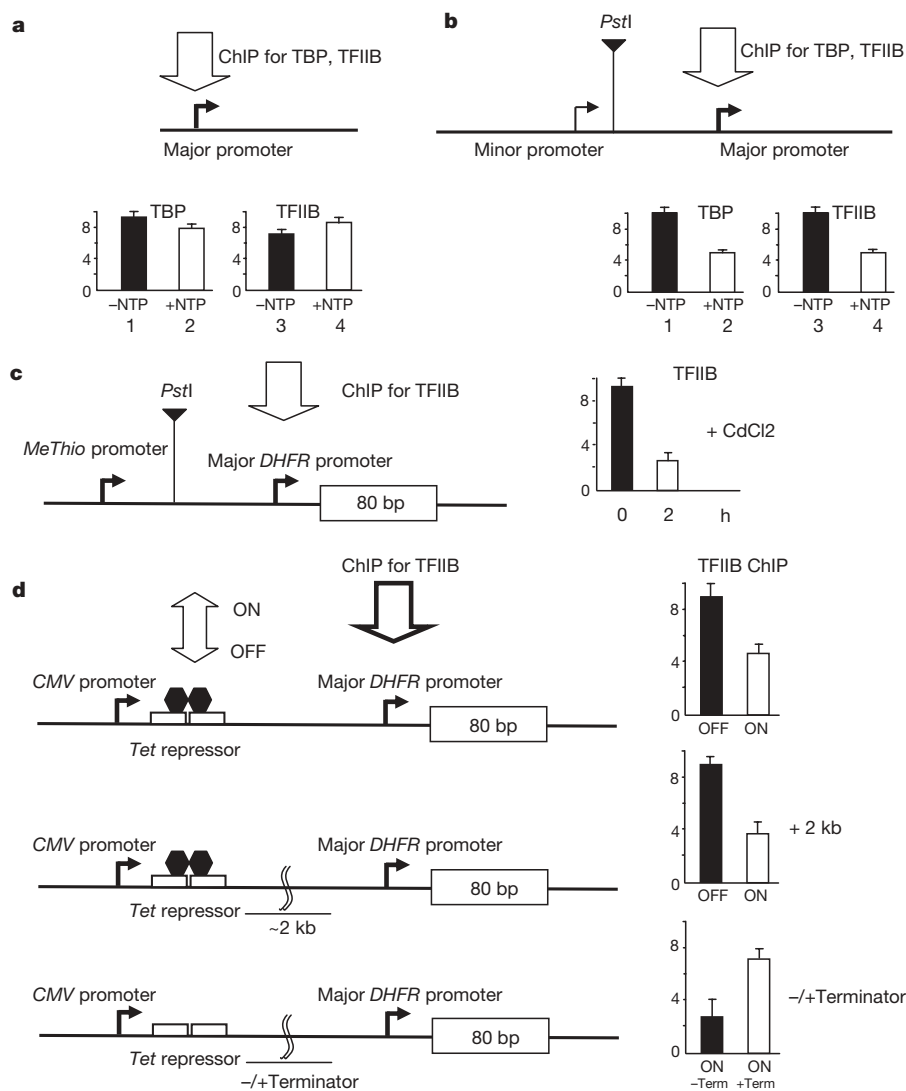 a
ChIP for TBP, TFIIB
Major promoter
8
4
0
TBP
–NTP +NTP
1 2
8
4
0
TFIIB
–NTP +NTP
3 4
b
PstI
ChIP for TBP, TFIIB
Minor promoter
Major promoter
8
4
0
TBP
–NTP +NTP
1 2
8
4
0
TFIIB
–NTP +NTP
3 4
c
PstI
ChIP for TFIIB
MeThio promoter
Major DHFR promoter
80 bp
TFIIB
8
4
0
+ CdCl2
0 2 h
d
ON
OFF
ChIP for TFIIB
CMV promoter
Major DHFR promoter
Tet repressor
80 bp
TFIIB ChIP
8
4
0
OFF ON
CMV promoter
Major DHFR promoter
Tet repressor
~2 kb
80 bp
8
4
0
OFF ON
+ 2 kb
CMV promoter
Major DHFR promoter
Tet repressor
–/+Terminator
80 bp
8
4
0
ON ON
–Term +Term
–/+Terminator